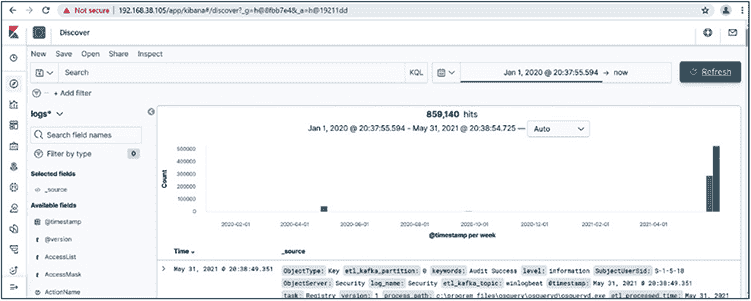 Not secure
192.168.38.105/app/kibana#/discover?_g=h@8fbb7e4&_a=h@19211dd
Discover
New Save Open Share Inspect
Search
KQL
Jan 1, 2020 @ 20:37:55.594 → now
Refresh
+ Add filter
logs*
859,140 hits
Jan 1, 2020 @ 20:37:55.594 - May 31, 2021 @ 20:38:54.725 —
Auto
Search field names
Filter by type
0
Selected fields
</> _source
Available fields
@timestamp
t @version
t AccessList
t AccessMask
t ActionName
Count
500000
400000
300000
200000
100000
0
2020-02-01 2020-04-01 2020-06-01 2020-08-01 2020-10-01 2020-12-01 2021-02-01 2021-04-01
@timestamp per week
Time
_source
> May 31, 2021 @ 20:38:49.351
ObjectType: Key etl_kafka_partition: 0 keywords: Audit Success level: information SubjectUserSid: S-1-5-18
ObjectServer: Security log_name: Security etl_kafka_topic: winlogbeat @timestamp: May 31, 2021 @
20:38:49.351
task: Registry version: 1 process_path: c:\program files\osquery\osqueryd\osqueryd.exe etl_processed_time: May 31,